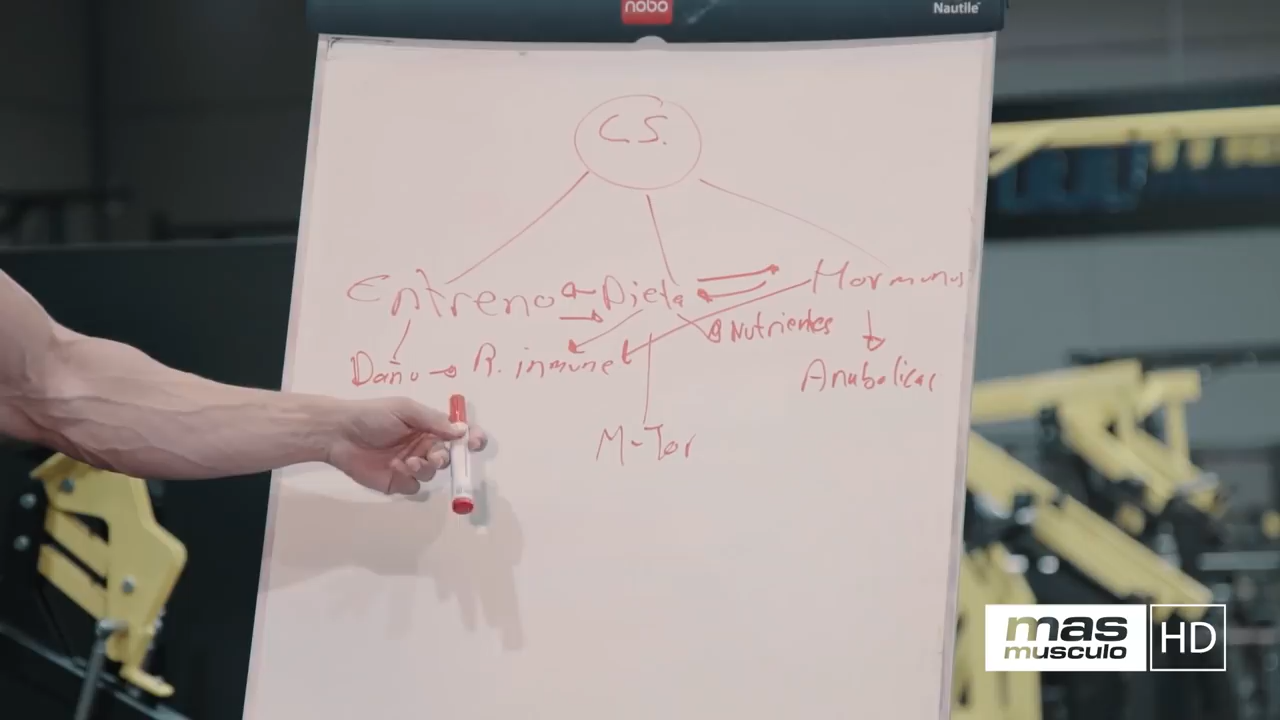 nobo
Nautile
C.S.
Entreno Dieta Hormonas
Nutrientes
Daño R. inmune
Anabolicas
M-Tor
mas
musculo
HD